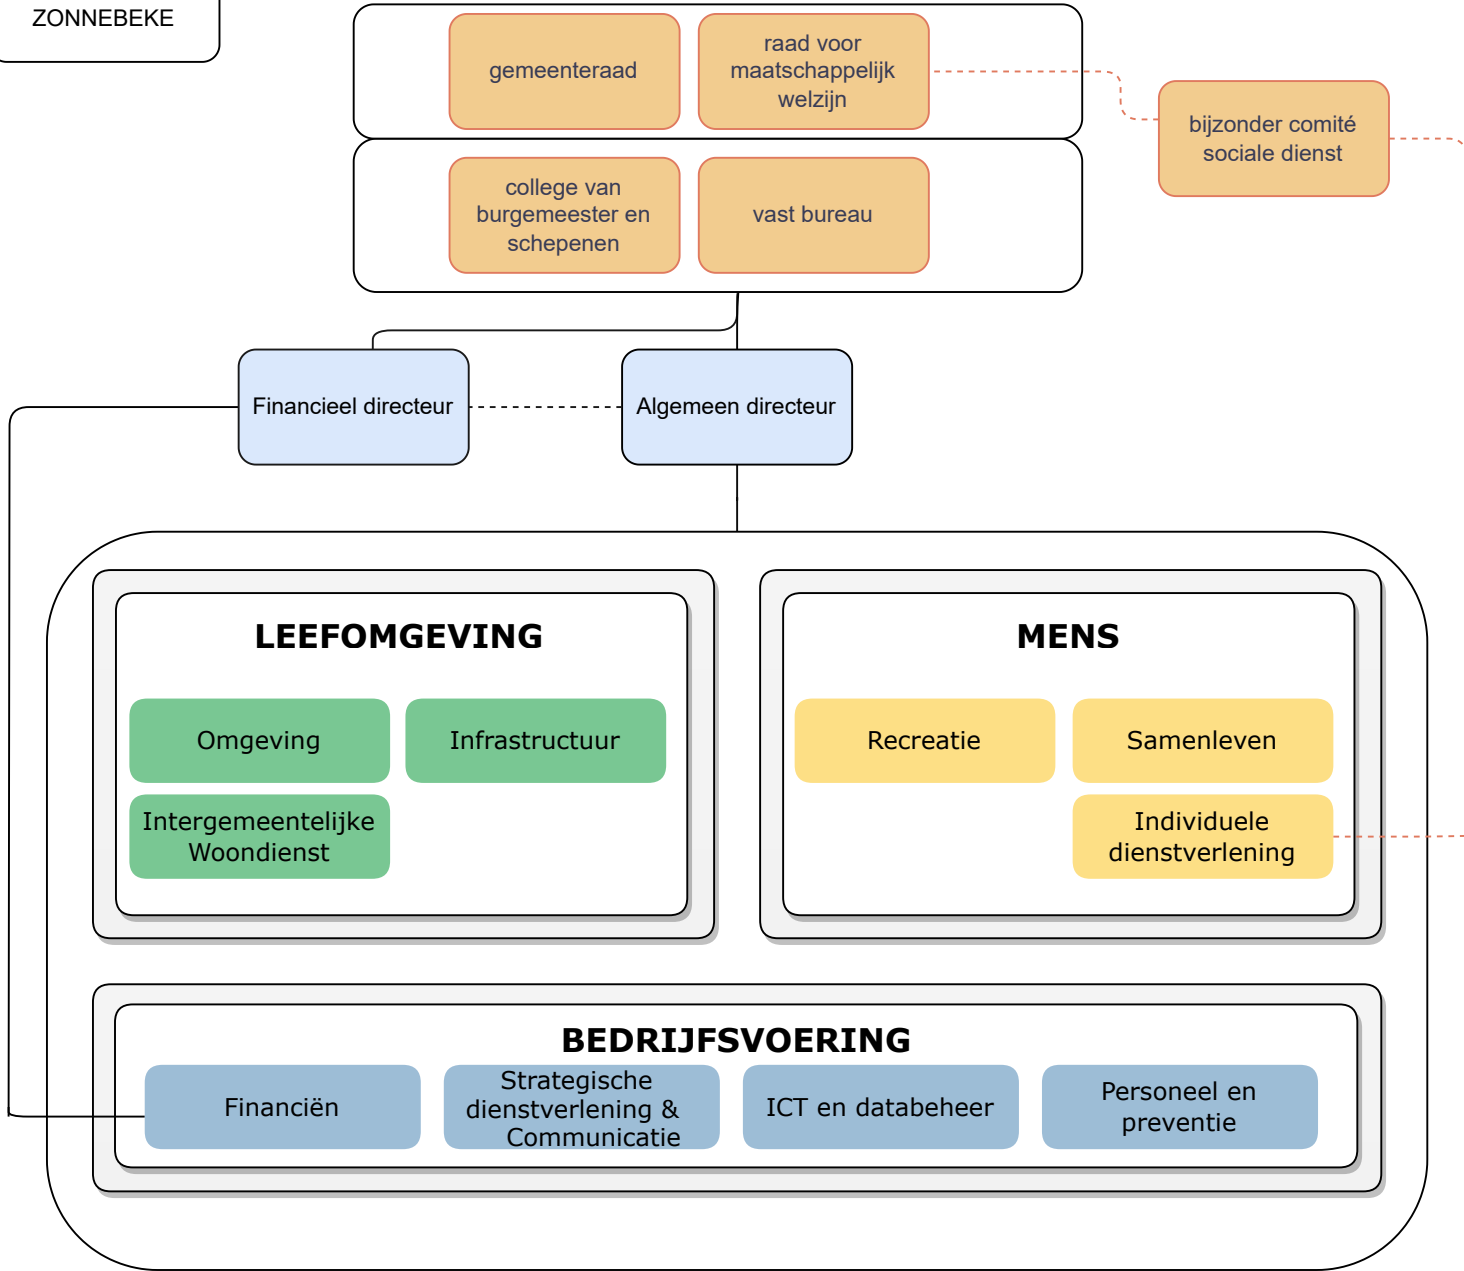 ZONNEBEKE
gemeenteraad
raad voor
maatschappelijk
welzijn
bijzonder comité
sociale dienst
college van
burgemeester en
schepenen
vast bureau
Financieel directeur
Algemeen directeur
LEEFOMGEVING
Omgeving
Infrastructuur
Intergemeentelijke
Woondienst
MENS
Recreatie
Samenleven
Individuele
dienstverlening
BEDRIJFSVOERING
Financiën
Strategische
dienstverlening &
Communicatie
ICT en databeheer
Personeel en
preventie